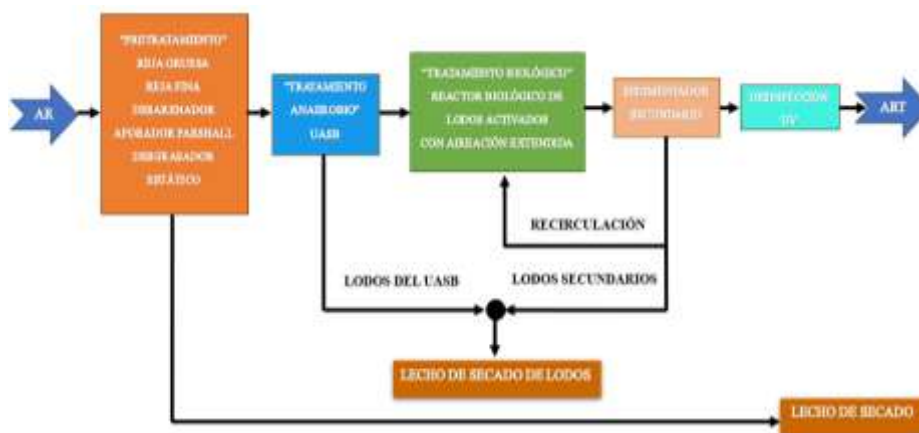 AR
"PRETRATAMIENTO"
REJA GRUESA
REJA FINA
DESARENADOR
AFORADOR PARSHALL
DESGRASADOR
ESTÁTICO
"TRATAMIENTO
ANAEROBIO"
UASB
"TRATAMIENTO BIOLÓGICO"
REACTOR BIOLÓGICO DE
LODOS ACTIVADOS
CON AIREACIÓN EXTENDIDA
SEDIMENTADOR
SECUNDARIO
DESINFECCIÓN
UV
ART
RECIRCULACIÓN
LODOS DEL UASB
LODOS SECUNDARIOS
LECHO DE SECADO DE LODOS
LECHO DE SECADO